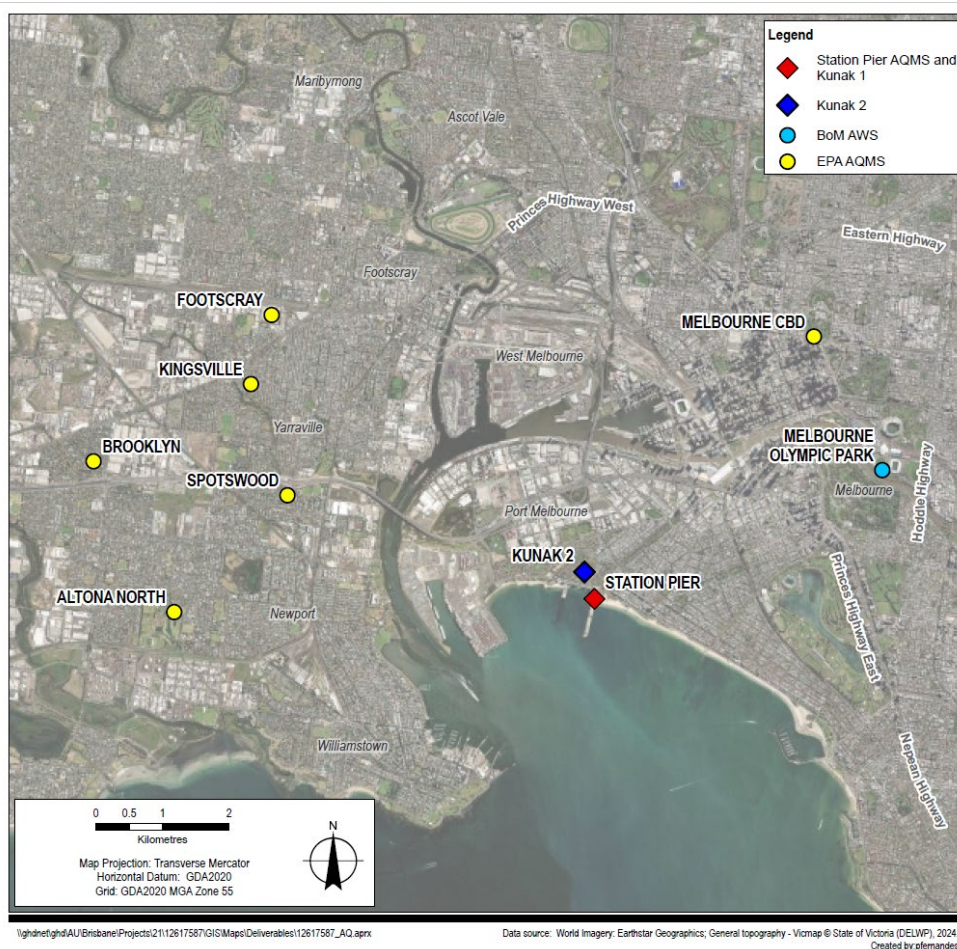 Legend
Station Pier AQMS and
Kunak 1
Kunak 2
BoM AWS
EPA AQMS
Maribyrnong
Ascot Vale
Princes Highway West
Eastern Highway
Footscray
FOOTSCRAY
MELBOURNE CBD
West Melbourne
KINGSVILLE
Yarraville
BROOKLYN
MELBOURNE
OLYMPIC PARK
SPOTSWOOD
Melbourne
Hoddle Highway
Port Melbourne
KUNAK 2
STATION PIER
ALTONA NORTH
Newport
Princes Highway East
Williamstown
Nepean Highway
0 0.5 1 2
Kilometres
Map Projection: Transverse Mercator
Horizontal Datum: GDA2020
Grid: GDA2020 MGA Zone 55
N
\\ghdnet\ghd\AU\Brisbane\Projects\21\12617587\GIS\Maps\Deliverables\12617587_AQ.aprx
Data source: World Imagery: Earthstar Geographics; General topography - Vicmap © State of Victoria (DELWP), 2024
Created by pfernandez